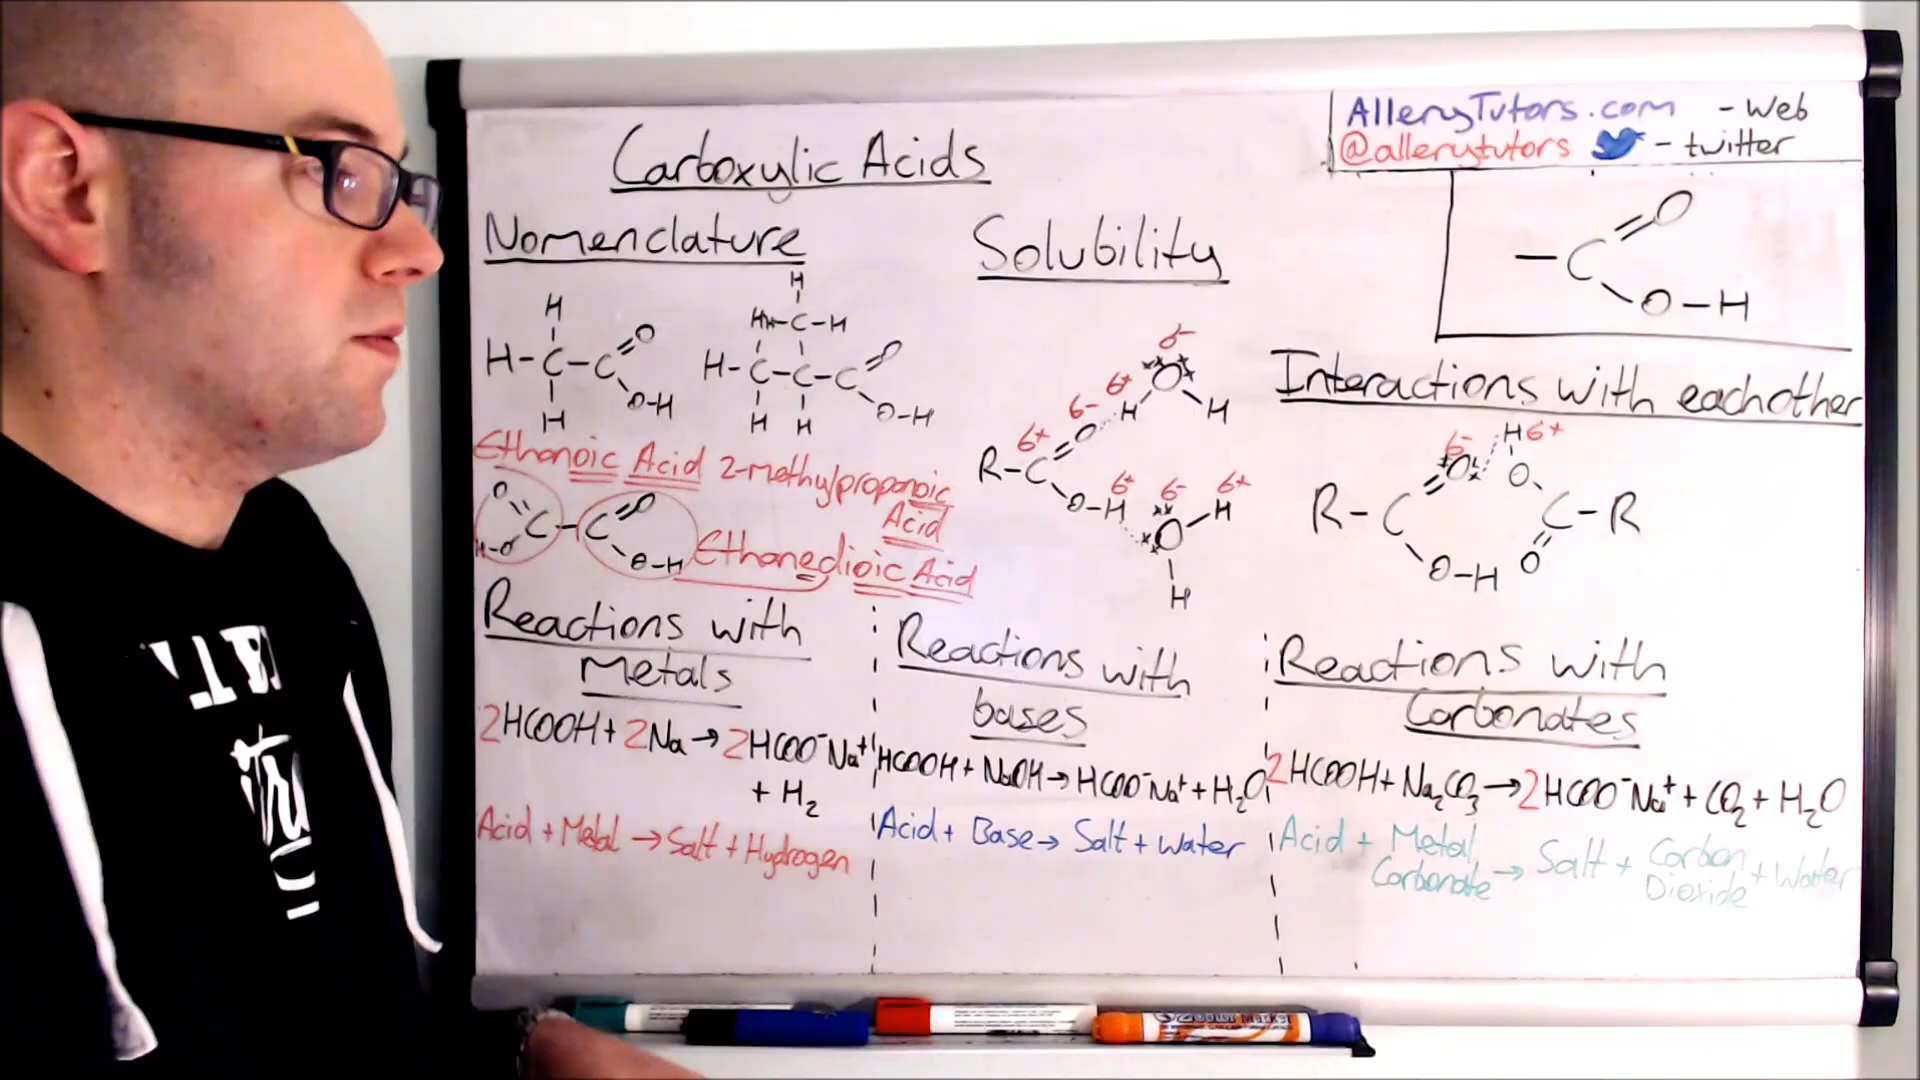 AlleryTutors.com - Web
@allerytutors - twitter
Carboxylic Acids
Nomenclature
H
H-C-C=O
O-H
H
H
H-C-H
H-C-C-C=O
O-H
H H
Ethanoic Acid
2-methylpropanoic
Acid
O=C-C=O
H-O O-H
Ethanedioic Acid
Solubility
δ-
δ+
O
H H
δ+ δ-
R-C=O
O-H
δ+ δ- δ+
O-H
H
-C=O
O-H
Interactions with eachother
δ- H δ+
R-C=O O
O-H O=C-R
Reactions with
Metals
2HCOOH + 2Na → 2HCOO⁻Na⁺
+ H₂
Acid + Metal → Salt + Hydrogen
Reactions with
bases
HCOOH + NaOH → HCOO⁻Na⁺ + H₂O
Acid + Base → Salt + Water
Reactions with
Carbonates
2HCOOH + Na₂CO₃ → 2HCOO⁻Na⁺ + CO₂ + H₂O
Acid + Metal Carbonate → Salt + Carbon Dioxide + Water